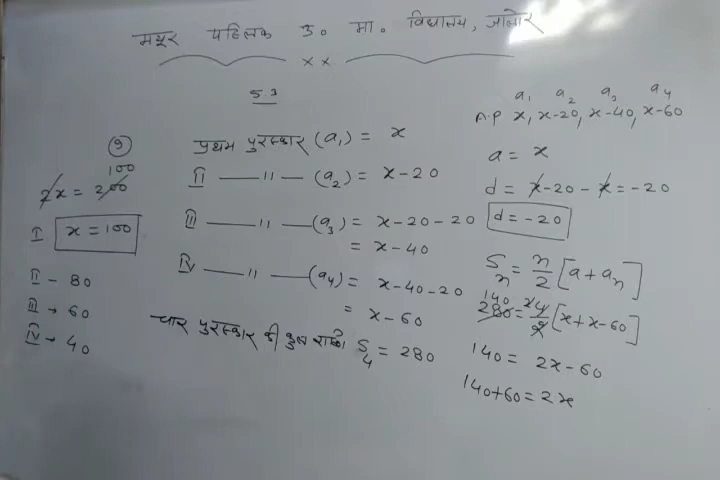 मयूर पब्लिक उ० मा० विद्यालय, जालोर
××
5.3
⑨
2x = 200
100
I x = 100
II - 80
III → 60
IV → 40
प्रथम पुरस्कार (a₁) = x
II ——"—— (a₂) = x-20
III ——"——(a₃) = x-20-20
= x-40
IV ——"——(a₄) = x-40-20
= x-60
चार पुरस्कार की कुल राशि S₄ = 280
a₁ a₂ a₃ a₄
A.P x, x-20, x-40, x-60
a = x
d = x-20-x = -20
d = -20
Sₙ = n/2 [a+aₙ]
140
280 = 4/2 [x+x-60]
140 = 2x-60
140+60 = 2x